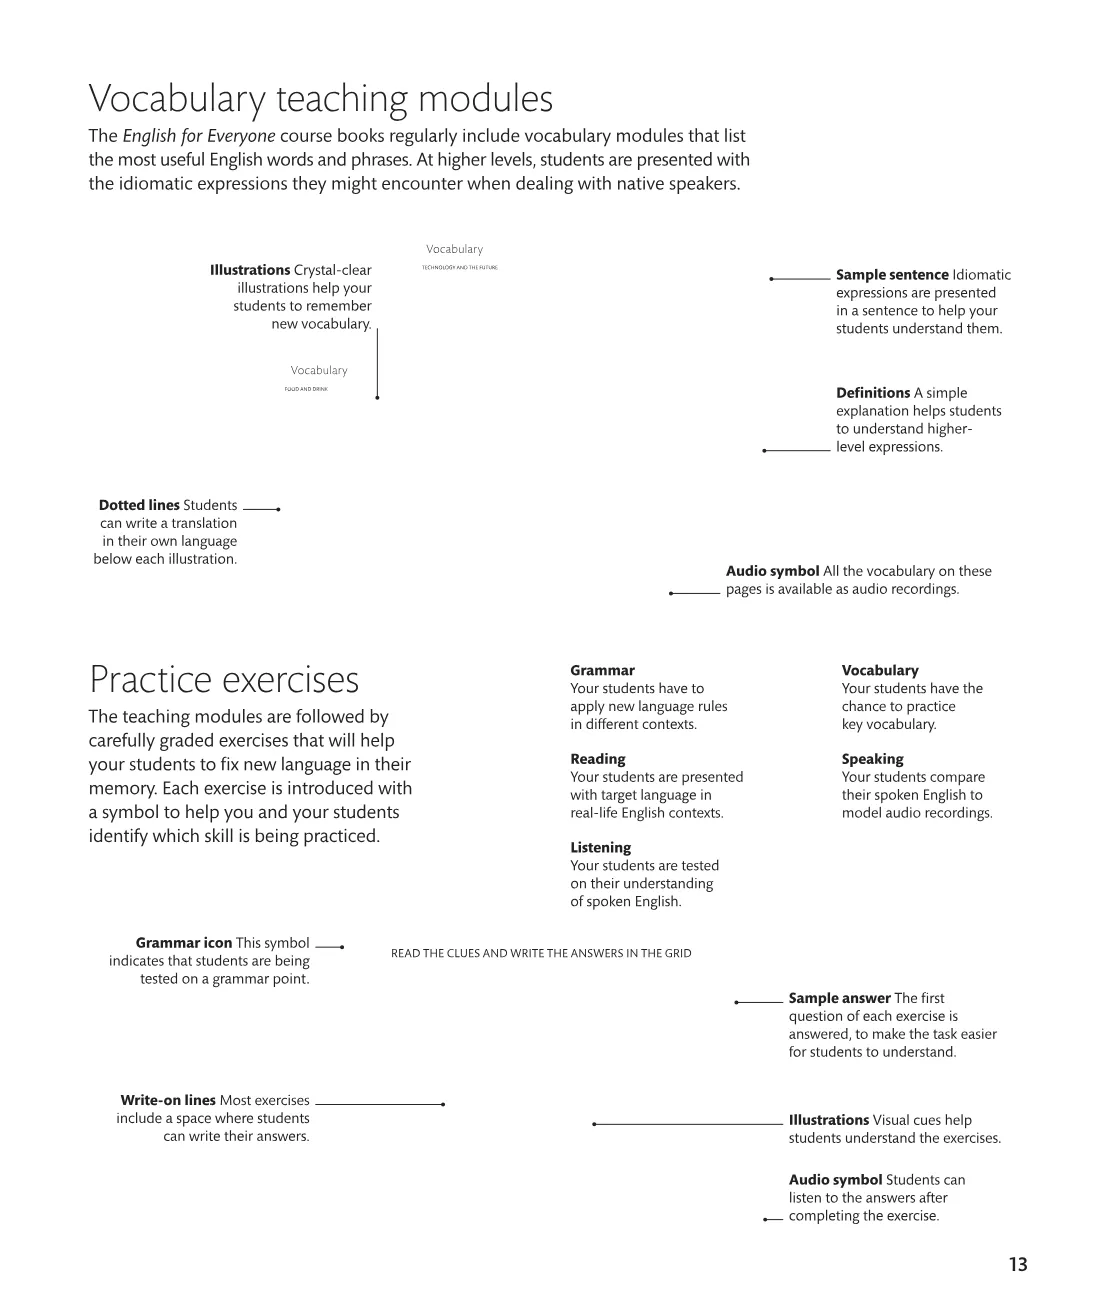 Vocabulary teaching modules
The English for Everyone course books regularly include vocabulary modules that list
the most useful English words and phrases. At higher levels, students are presented with
the idiomatic expressions they might encounter when dealing with native speakers.
Vocabulary
TECHNOLOGY AND THE FUTURE
Illustrations Crystal-clear
illustrations help your
students to remember
new vocabulary.
Sample sentence Idiomatic
expressions are presented
in a sentence to help your
students understand them.
Vocabulary
FOOD AND DRINK
Definitions A simple
explanation helps students
to understand higher-
level expressions.
Dotted lines Students
can write a translation
in their own language
below each illustration.
Audio symbol All the vocabulary on these
pages is available as audio recordings.
Practice exercises
The teaching modules are followed by
carefully graded exercises that will help
your students to fix new language in their
memory. Each exercise is introduced with
a symbol to help you and your students
identify which skill is being practiced.
Grammar
Your students have to
apply new language rules
in different contexts.
Reading
Your students are presented
with target language in
real-life English contexts.
Listening
Your students are tested
on their understanding
of spoken English.
Vocabulary
Your students have the
chance to practice
key vocabulary.
Speaking
Your students compare
their spoken English to
model audio recordings.
Grammar icon This symbol
indicates that students are being
tested on a grammar point.
READ THE CLUES AND WRITE THE ANSWERS IN THE GRID
Sample answer The first
question of each exercise is
answered, to make the task easier
for students to understand.
Write-on lines Most exercises
include a space where students
can write their answers.
Illustrations Visual cues help
students understand the exercises.
Audio symbol Students can
listen to the answers after
completing the exercise.
13